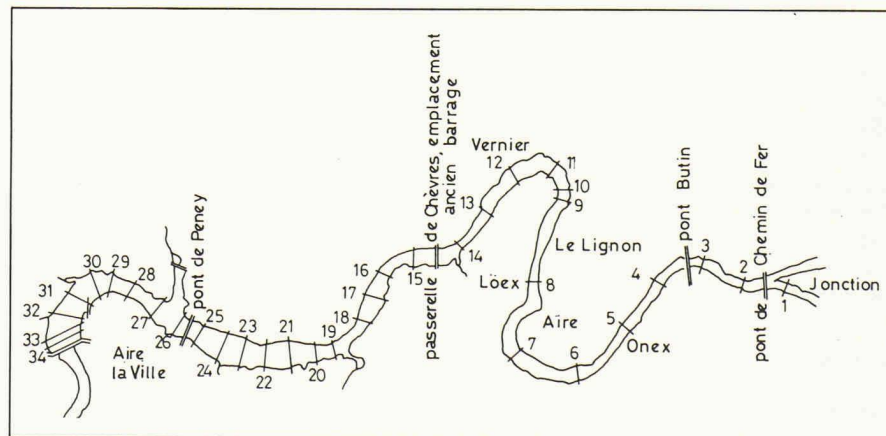 passerelle de Chèvres, emplacement
ancien barrage
Vernier
12
11
10
9
13
14
pont Butin
3
pont de Chemin de Fer
2
1
Jonction
Le Lignon
4
Löex
8
Aïre
5
Onex
7
6
pont de Peney
30
29
28
31
32
33
34
27
26
25
23
21
19
24
22
20
16
17
18
15
Aire
la Ville